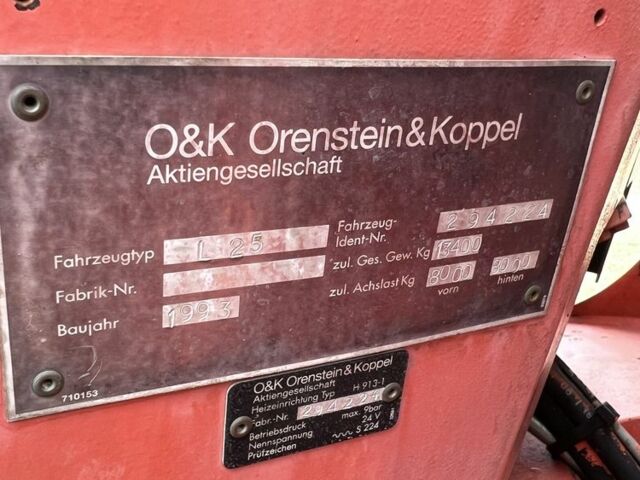 O&K Orenstein&Koppel
Aktiengesellschaft
Fahrzeugtyp L 25
Fahrzeug-
Ident-Nr. 294224
Fabrik-Nr.
zul. Ges. Gew. Kg 13400
Baujahr 1993
zul. Achslast Kg 8000 9000
vorn hinten
710153
O&K Orenstein & Koppel
Aktiengesellschaft
Heizeinrichtung Typ H 913-1
Fabr.-Nr. 294224
Betriebsdruck max. 9bar
Nennspannung 24 V
Prüfzeichen S 224